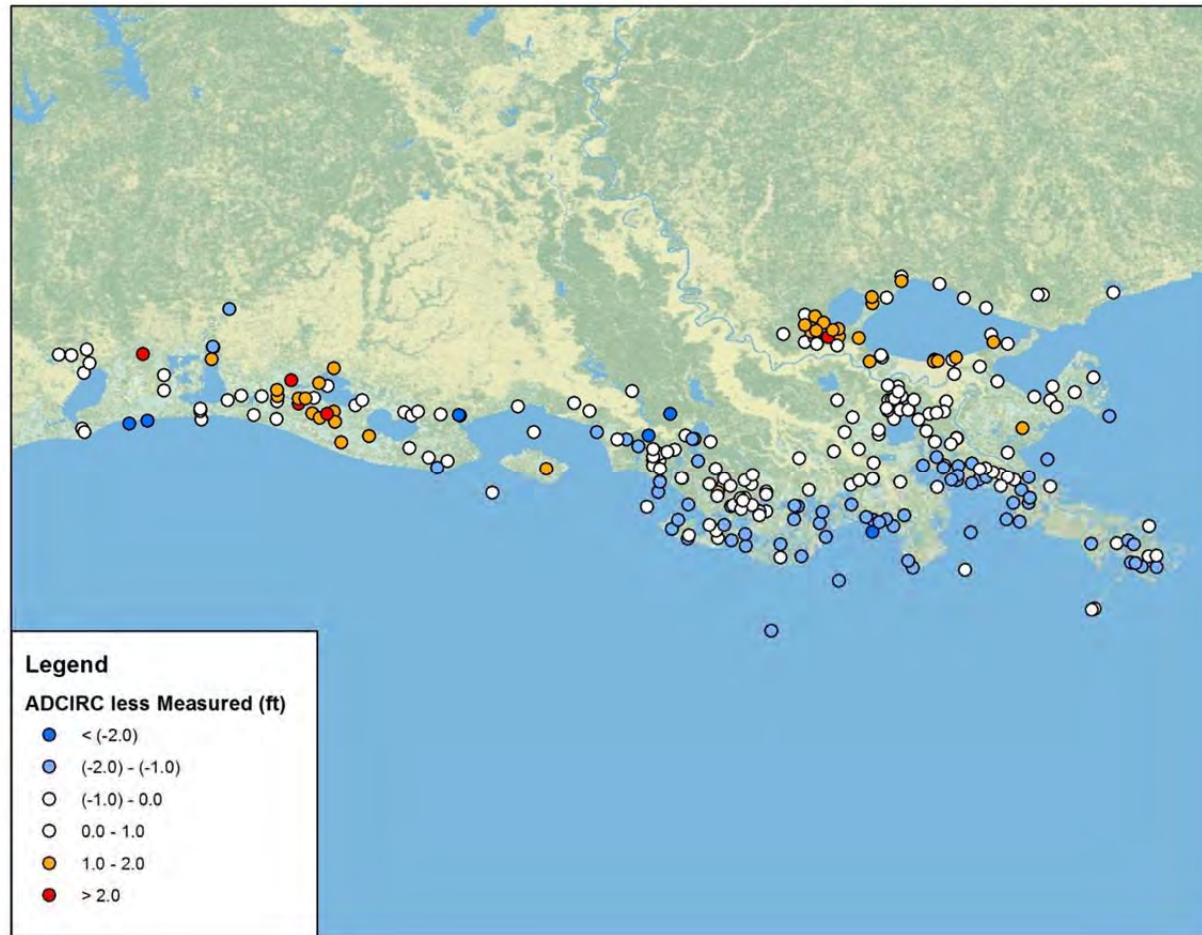 Legend
ADCIRC less Measured (ft)
< (-2.0)
(-2.0) - (-1.0)
(-1.0) - 0.0
0.0 - 1.0
1.0 - 2.0
> 2.0